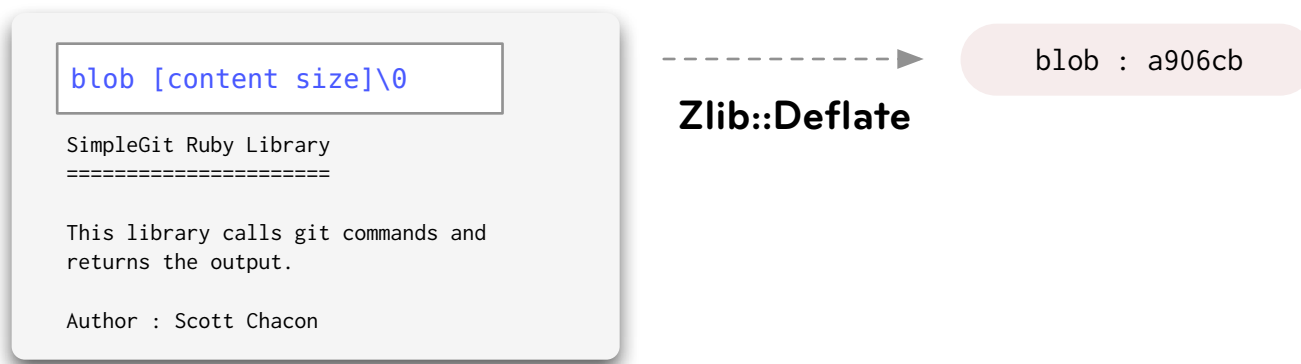 blob [content size]\0
SimpleGit Ruby Library
======================
This library calls git commands and
returns the output.
Author : Scott Chacon
Zlib::Deflate
blob : a906cb